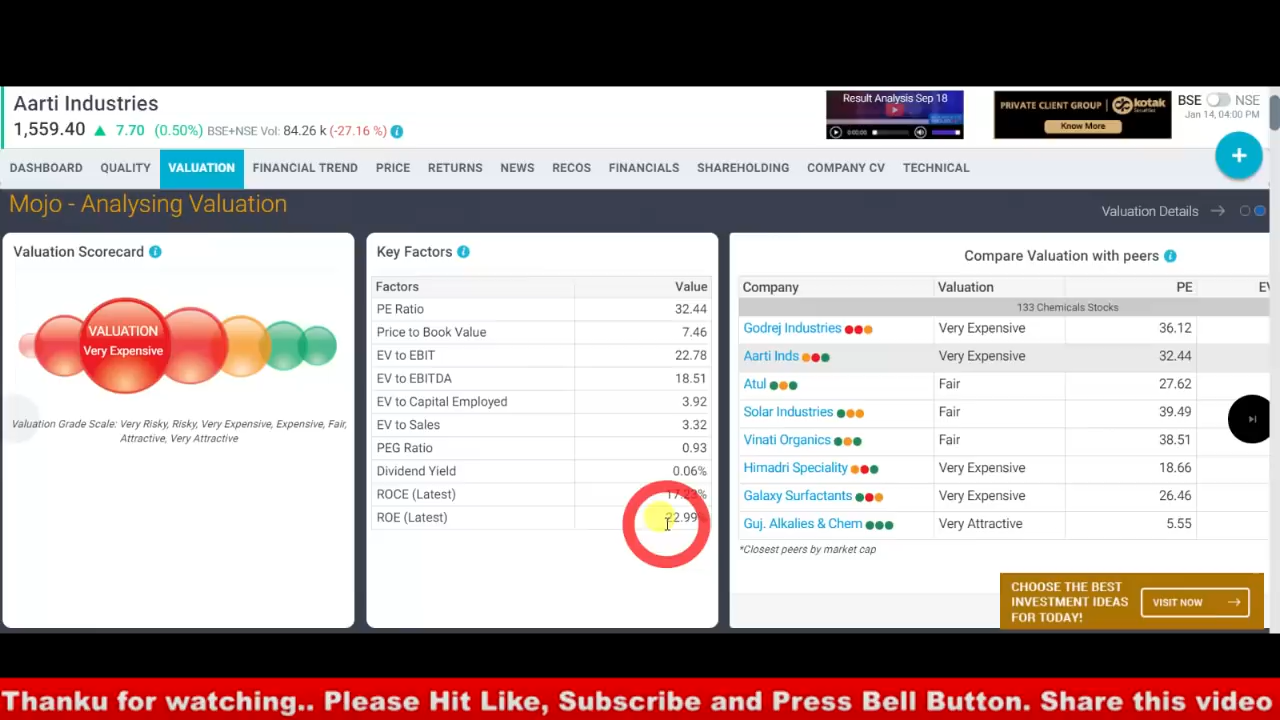 Aarti Industries
1,559.40 ▲ 7.70 (0.50%) BSE+NSE Vol: 84.26 k (-27.16 %)
Result Analysis Sep 18
0:00:00
PRIVATE CLIENT GROUP | kotak Securities
Know More
BSE NSE
Jan 14, 04:00 PM
DASHBOARD QUALITY VALUATION FINANCIAL TREND PRICE RETURNS NEWS RECOS FINANCIALS SHAREHOLDING COMPANY CV TECHNICAL
+
Mojo - Analysing Valuation
Valuation Details →
Valuation Scorecard
VALUATION
Very Expensive
Valuation Grade Scale: Very Risky, Risky, Very Expensive, Expensive, Fair,
Attractive, Very Attractive
Key Factors
Factors Value
PE Ratio 32.44
Price to Book Value 7.46
EV to EBIT 22.78
EV to EBITDA 18.51
EV to Capital Employed 3.92
EV to Sales 3.32
PEG Ratio 0.93
Dividend Yield 0.06%
ROCE (Latest) 17.23%
ROE (Latest) 22.99%
Compare Valuation with peers
Company Valuation PE EV
133 Chemicals Stocks
Godrej Industries Very Expensive 36.12
Aarti Inds Very Expensive 32.44
Atul Fair 27.62
Solar Industries Fair 39.49
Vinati Organics Fair 38.51
Himadri Speciality Very Expensive 18.66
Galaxy Surfactants Very Expensive 26.46
Guj. Alkalies & Chem Very Attractive 5.55
*Closest peers by market cap
CHOOSE THE BEST
INVESTMENT IDEAS
FOR TODAY!
VISIT NOW →
Thanku for watching.. Please Hit Like, Subscribe and Press Bell Button. Share this video